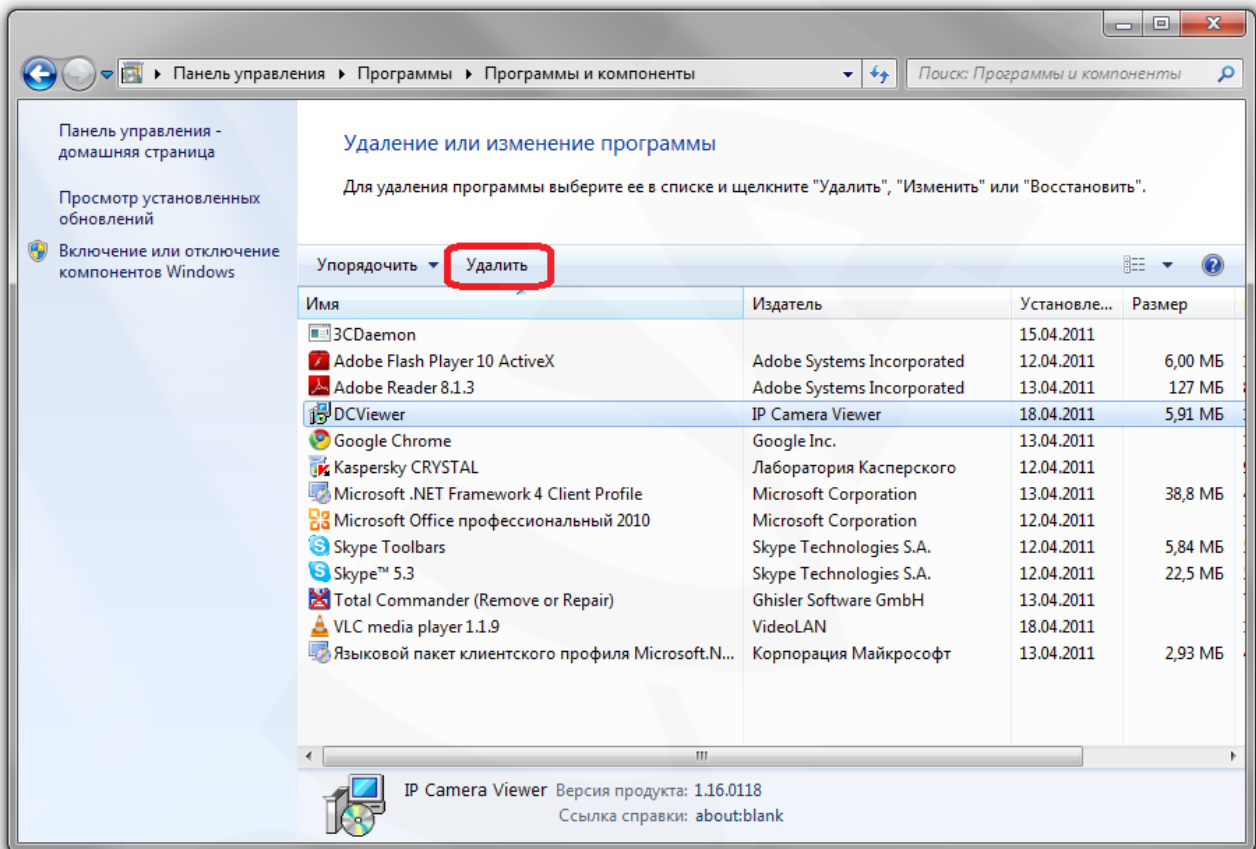 Панель управления ▸ Программы ▸ Программы и компоненты
Поиск: Программы и компоненты
Панель управления -
домашняя страница
Просмотр установленных
обновлений
Включение или отключение
компонентов Windows
Удаление или изменение программы
Для удаления программы выберите ее в списке и щелкните "Удалить", "Изменить" или "Восстановить".
Упорядочить Удалить
Имя Издатель Установле... Размер
3CDaemon 15.04.2011
Adobe Flash Player 10 ActiveX Adobe Systems Incorporated 12.04.2011 6,00 МБ
Adobe Reader 8.1.3 Adobe Systems Incorporated 13.04.2011 127 МБ
DCViewer IP Camera Viewer 18.04.2011 5,91 МБ
Google Chrome Google Inc. 13.04.2011
Kaspersky CRYSTAL Лаборатория Касперского 12.04.2011
Microsoft .NET Framework 4 Client Profile Microsoft Corporation 13.04.2011 38,8 МБ
Microsoft Office профессиональный 2010 Microsoft Corporation 12.04.2011
Skype Toolbars Skype Technologies S.A. 12.04.2011 5,84 МБ
Skype™ 5.3 Skype Technologies S.A. 12.04.2011 22,5 МБ
Total Commander (Remove or Repair) Ghisler Software GmbH 13.04.2011
VLC media player 1.1.9 VideoLAN 18.04.2011
Языковой пакет клиентского профиля Microsoft.N... Корпорация Майкрософт 13.04.2011 2,93 МБ
IP Camera Viewer Версия продукта: 1.16.0118
Ссылка справки: about:blank